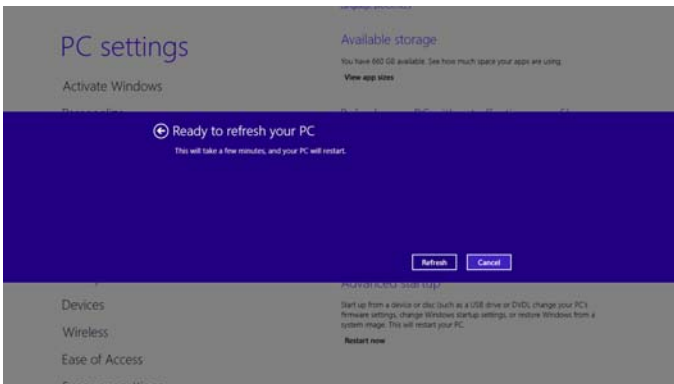 PC settings
Activate Windows
Available storage
You have 660 GB available. See how much space your apps are using.
View app sizes
Ready to refresh your PC
This will take a few minutes, and your PC will restart.
Refresh
Cancel
Devices
Wireless
Ease of Access
Advanced startup
Start up from a device or disc (such as a USB drive or DVD), change your PC's
firmware settings, change Windows startup settings, or restore Windows from a
system image. This will restart your PC.
Restart now